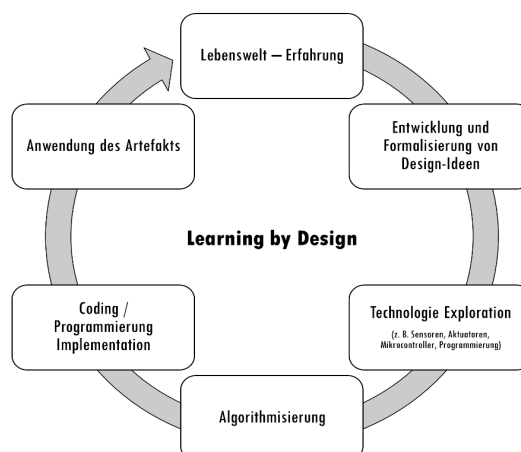 Lebenswelt – Erfahrung
Entwicklung und
Formalisierung von
Design-Ideen
Technologie Exploration
(z. B. Sensoren, Aktuatoren,
Mikrocontroller, Programmierung)
Algorithmisierung
Coding /
Programmierung
Implementation
Anwendung des Artefakts
Learning by Design